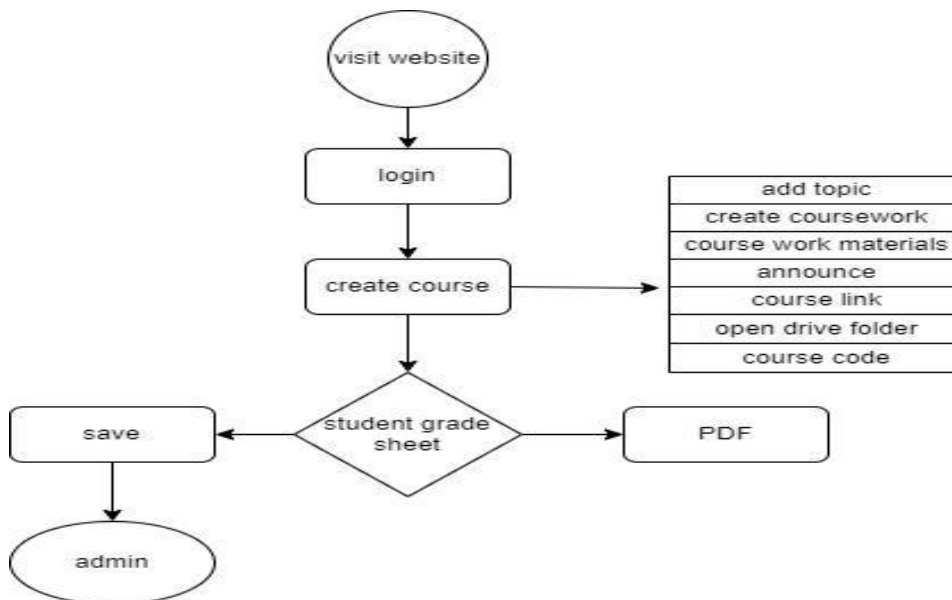 visit website
login
create course
add topic
create coursework
course work materials
announce
course link
open drive folder
course code
student grade
sheet
save
PDF
admin